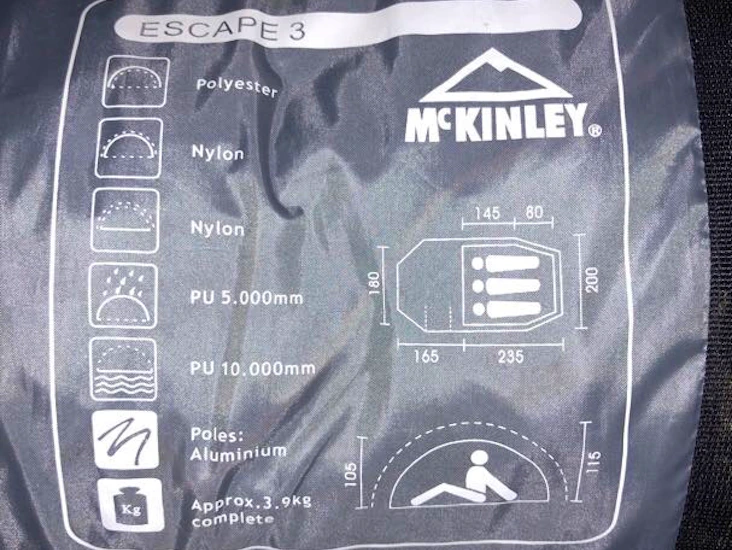 ESCAPE 3
Polyester
Nylon
Nylon
PU 5.000mm
PU 10.000mm
Poles:
Aluminium
Kg
Approx.3.9kg
complete
McKINLEY®
145 80
180
200
165 235
105
115